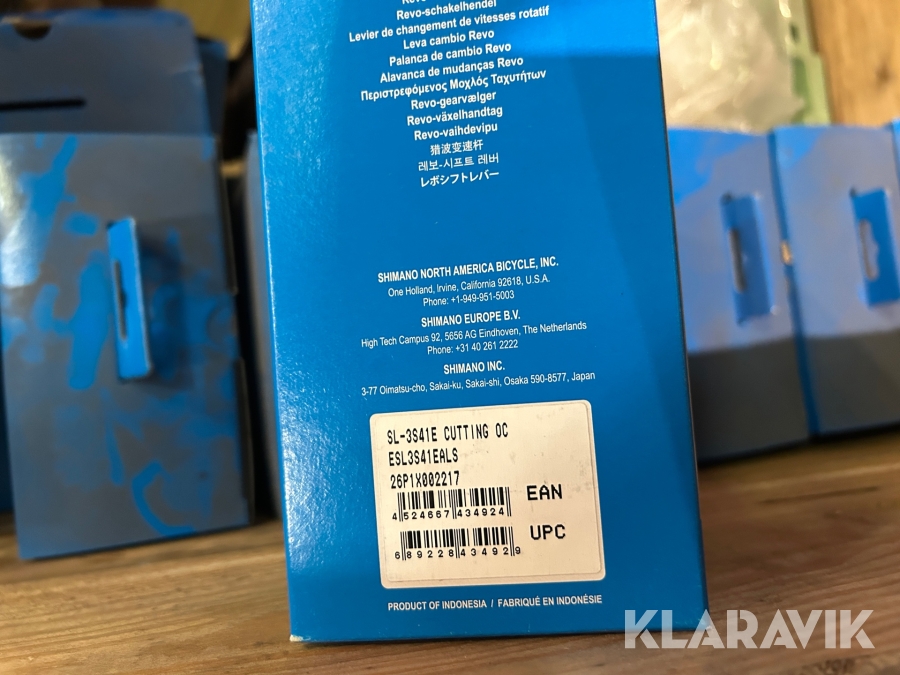 Revo-schakelhendel
Levier de changement de vitesses rotatif
Leva cambio Revo
Palanca de cambio Revo
Alavanca de mudanças Revo
Περιστρεφόμενος Μοχλός Ταχυτήτων
Revo-gearvælger
Revo-växelhandtag
Revo-vaihdevipu
猎波变速杆
레보-시프트 레버
レボシフトレバー
SHIMANO NORTH AMERICA BICYCLE, INC.
One Holland, Irvine, California 92618, U.S.A.
Phone: +1-949-951-5003
SHIMANO EUROPE B.V.
High Tech Campus 92, 5656 AG Eindhoven, The Netherlands
Phone: +31 40 261 2222
SHIMANO INC.
3-77 Oimatsu-cho, Sakai-ku, Sakai-shi, Osaka 590-8577, Japan
SL-3S41E CUTTING OC
ESL3S41EALS
26P1X002217
EAN
4 524667 434924
UPC
6 89228 43492 9
PRODUCT OF INDONESIA / FABRIQUÉ EN INDONÉSIE
KLARAVIK